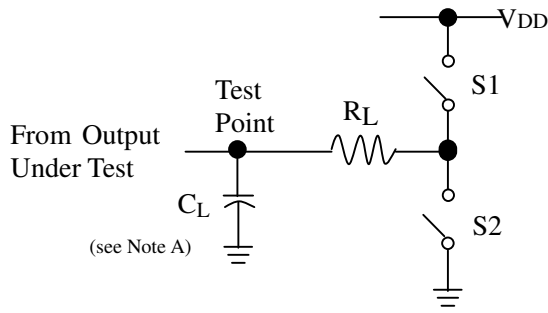 VDD
S1
Test
Point
RL
From Output
Under Test
CL
S2
(see Note A)